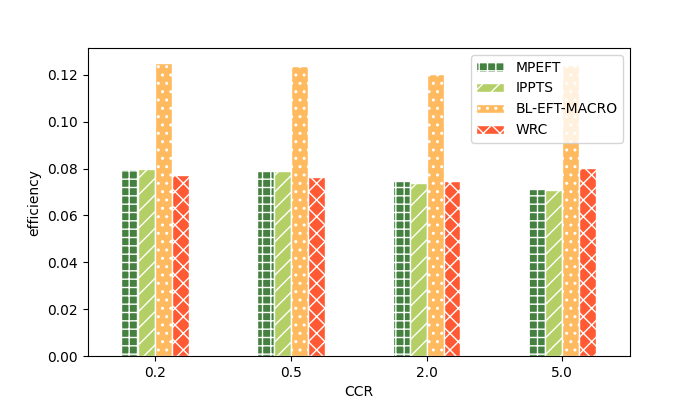 MPEFT
IPPTS
BL-EFT-MACRO
WRC
0.12
0.10
0.08
0.06
0.04
0.02
0.00
efficiency
0.2 0.5 2.0 5.0
CCR